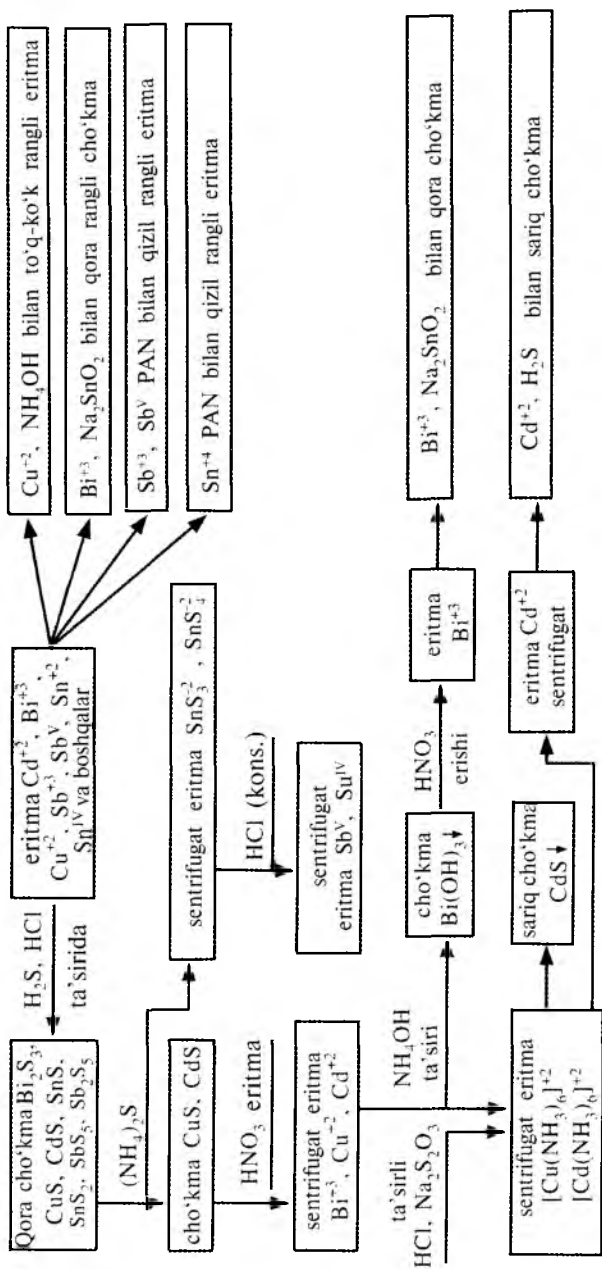 Cu⁺², NH₄OH bilan to‘q-ko‘k rangli eritma
Bi⁺³, Na₂SnO₂ bilan qora rangli cho‘kma
Sb⁺³, Sbⱽ PAN bilan qizil rangli eritma
Sn⁺⁴ PAN bilan qizil rangli eritma
eritma Cd⁺², Bi⁺³,
Cu⁺², Sb⁺³, Sbⱽ, Sn⁺²,
Snᴵⱽ va boshqalar
H₂S, HCl
ta'sirida
Qora cho‘kma Bi₂S₃,
CuS, CdS, SnS,
SnS₂, SbS₅, Sb₂S₅
(NH₄)₂S
sentrifugat eritma SnS₃⁻², SnS₄⁻²
HCl (kons.)
sentrifugat
eritma Sbⱽ, Suᴵⱽ
cho‘kma CuS, CdS
HNO₃ eritma
sentrifugat eritma
Bi⁺³, Cu⁺², Cd⁺²
NH₄OH
ta'siri
cho‘kma
Bi(OH)₃↓
HNO₃
erishi
eritma
Bi⁺³
Bi⁺³, Na₂SnO₂ bilan qora cho‘kma
ta'sirli
HCl, Na₂S₂O₃
sentrifugat eritma
[Cu(NH₃)₆]⁺²
[Cd(NH₃)₆]⁺²
sariq cho‘kma
CdS↓
eritma Cd⁺²
sentrifugat
Cd⁺², H₂S bilan sariq cho‘kma